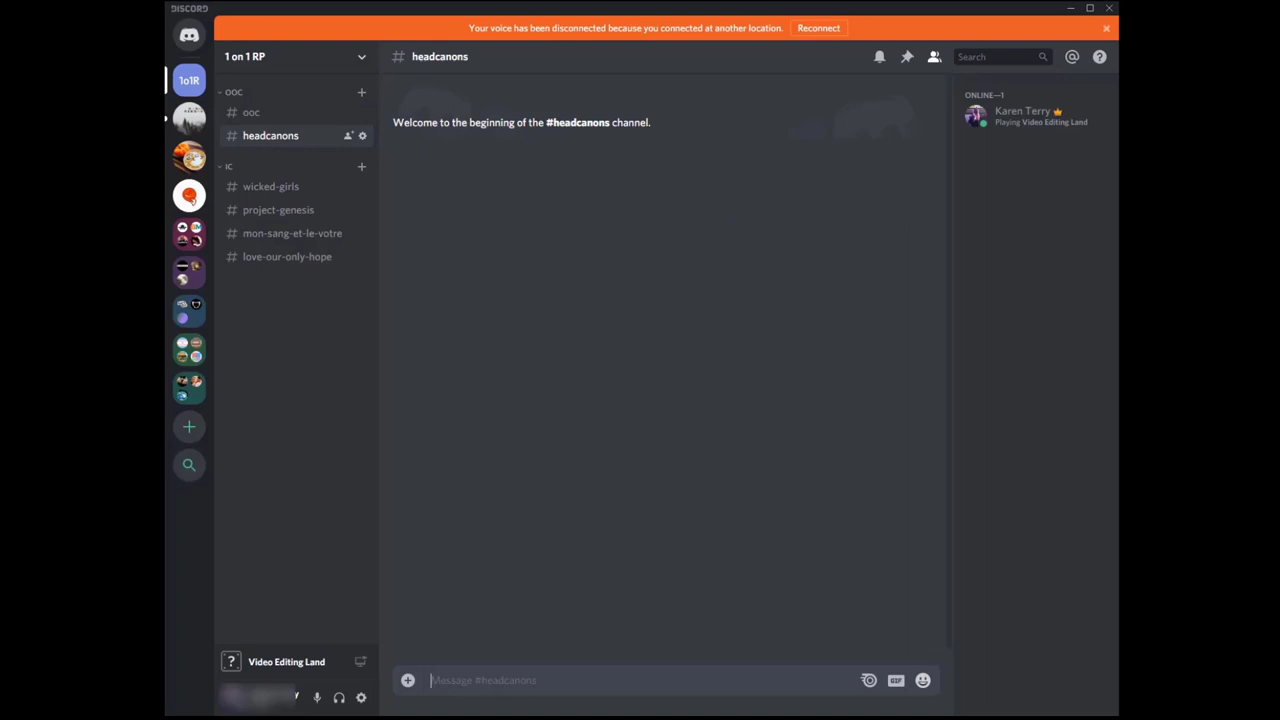 DISCORD
Your voice has been disconnected because you connected at another location. Reconnect
1o1R
1 on 1 RP
OOC
ooc
headcanons
IC
wicked-girls
project-genesis
mon-sang-et-le-votre
love-our-only-hope
Video Editing Land
# headcanons
Search
Welcome to the beginning of the #headcanons channel.
Message #headcanons
GIF
ONLINE—1
Karen Terry
Playing Video Editing Land